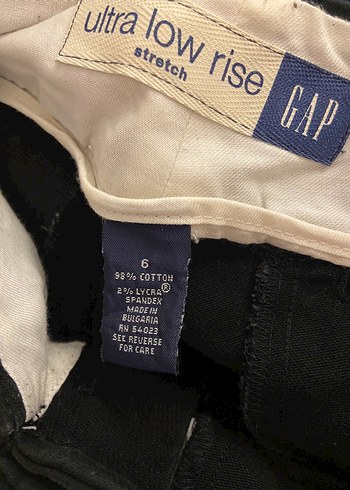 ultra low rise
stretch
GAP
6
98% COTTON
2% LYCRA®
SPANDEX
MADE IN
BULGARIA
RN 54023
SEE REVERSE
FOR CARE